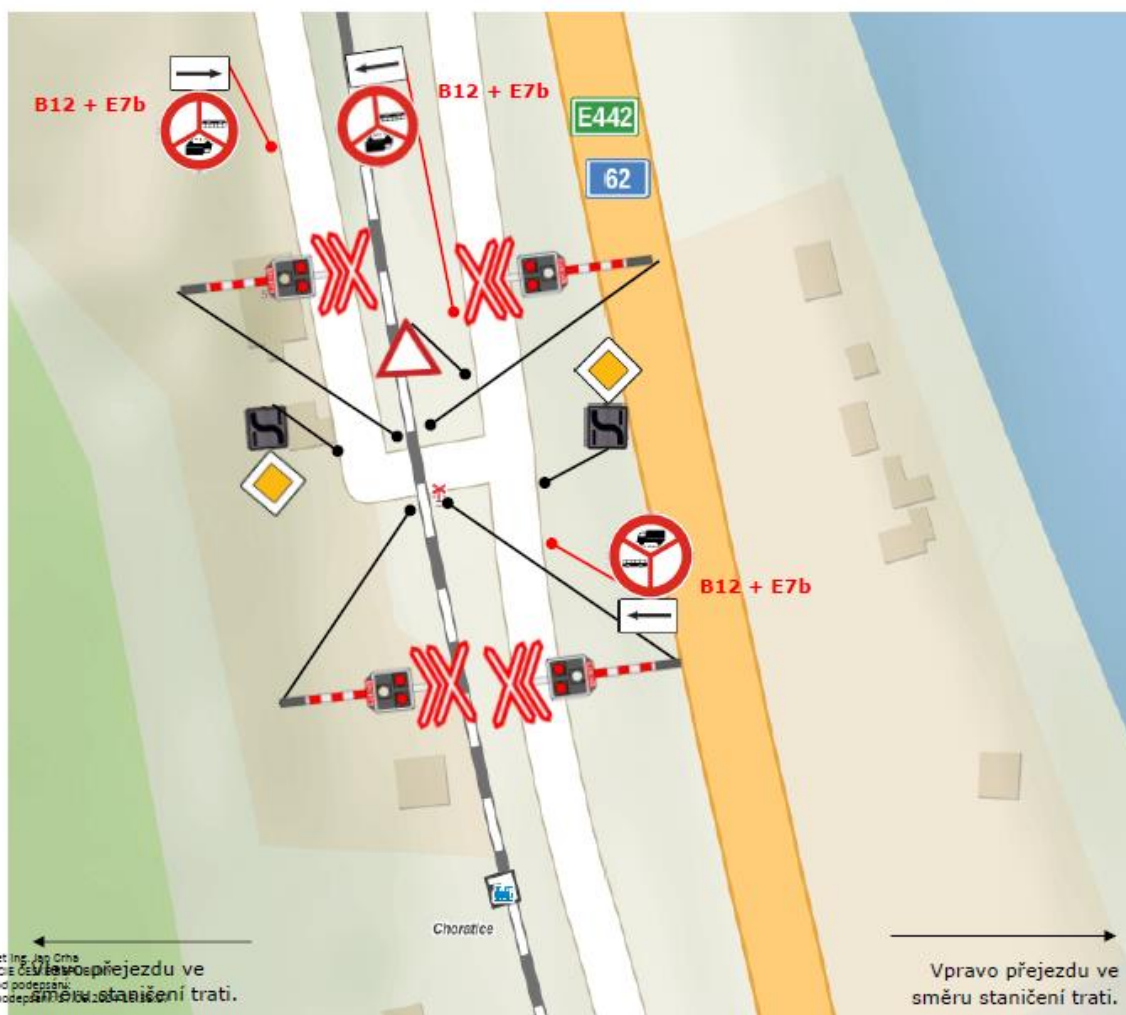 B12 + E7b
B12 + E7b
E442
62
B12 + E7b
Choratice
Vlevo přejezdu ve
směru staničení trati.
Vpravo přejezdu ve
směru staničení trati.